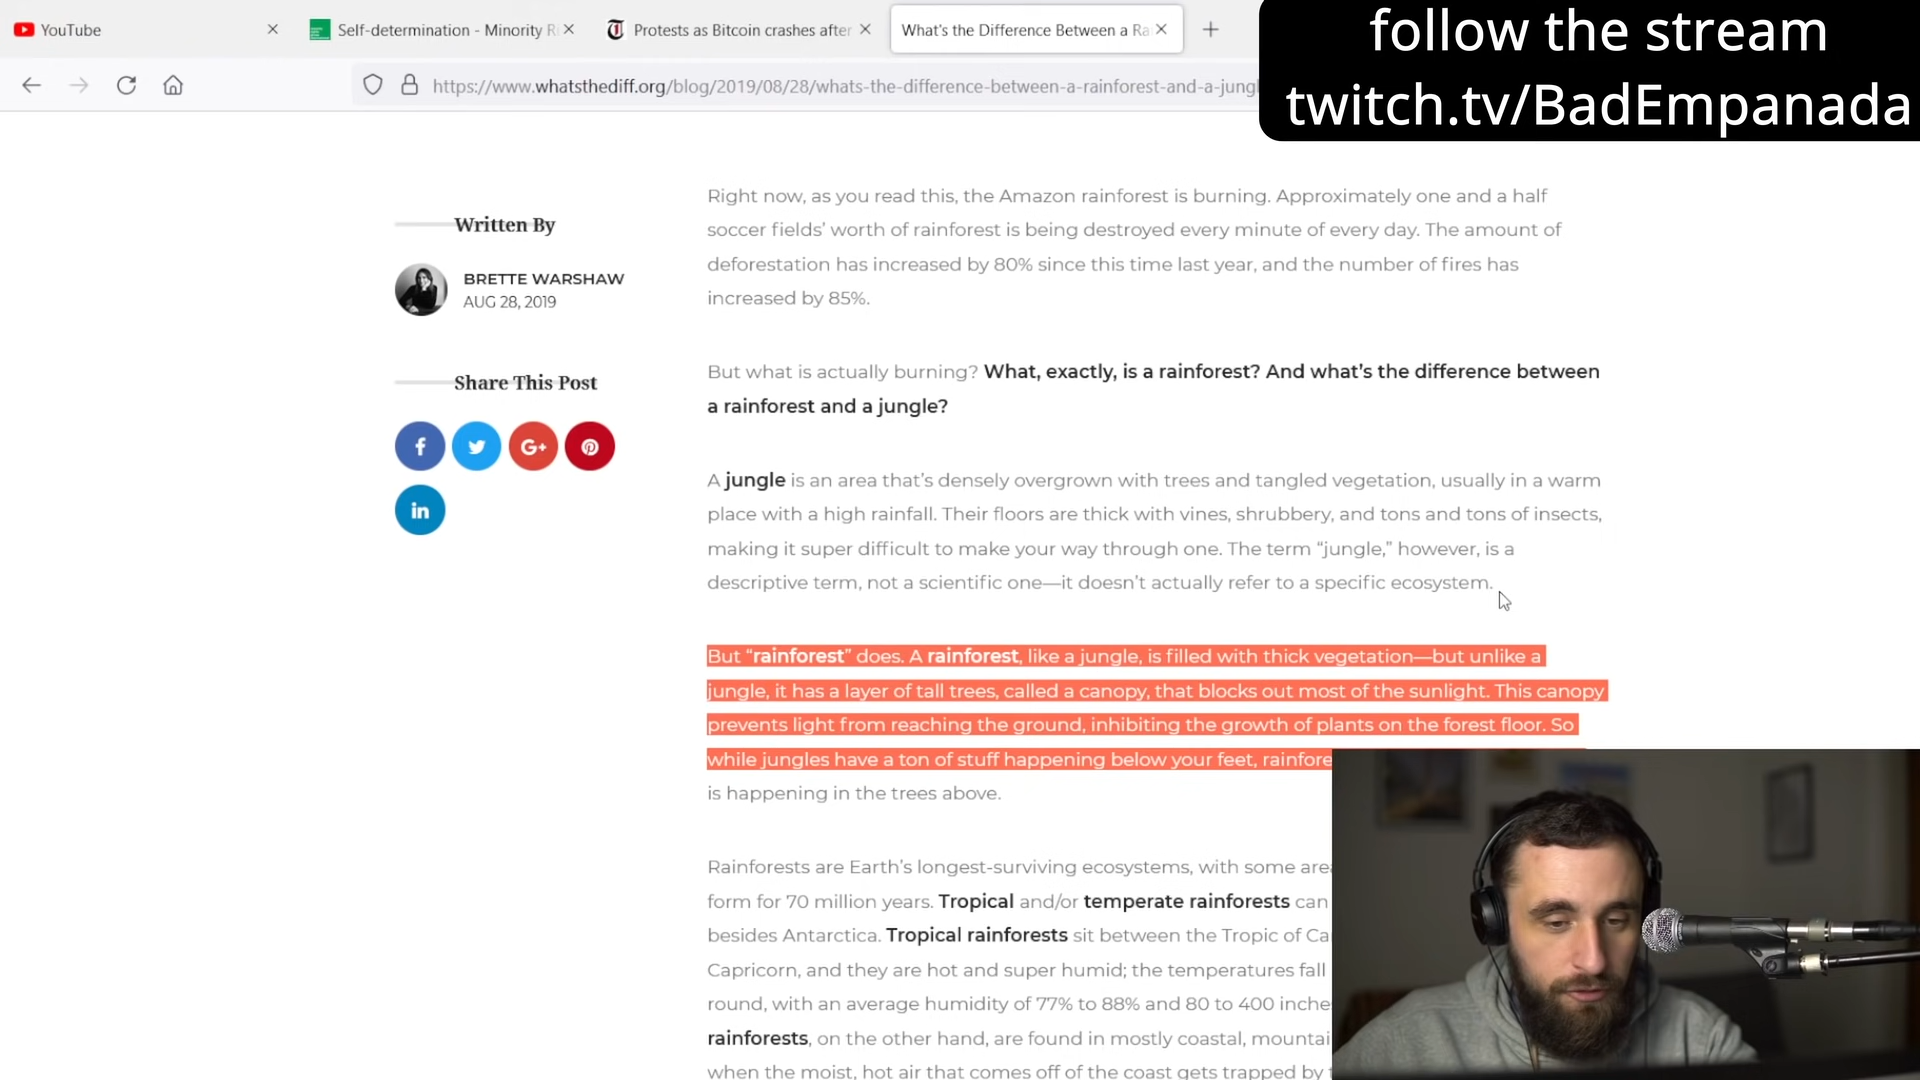 YouTube
Self-determination - Minority R
Protests as Bitcoin crashes after
What's the Difference Between a Ra
follow the stream
twitch.tv/BadEmpanada
https://www.whatsthediff.org/blog/2019/08/28/whats-the-difference-between-a-rainforest-and-a-jungl
Written By
BRETTE WARSHAW
AUG 28, 2019
Share This Post
Right now, as you read this, the Amazon rainforest is burning. Approximately one and a half
soccer fields’ worth of rainforest is being destroyed every minute of every day. The amount of
deforestation has increased by 80% since this time last year, and the number of fires has
increased by 85%.
But what is actually burning? What, exactly, is a rainforest? And what’s the difference between
a rainforest and a jungle?
A jungle is an area that’s densely overgrown with trees and tangled vegetation, usually in a warm
place with a high rainfall. Their floors are thick with vines, shrubbery, and tons and tons of insects,
making it super difficult to make your way through one. The term “jungle,” however, is a
descriptive term, not a scientific one—it doesn’t actually refer to a specific ecosystem.
But “rainforest” does. A rainforest, like a jungle, is filled with thick vegetation—but unlike a
jungle, it has a layer of tall trees, called a canopy, that blocks out most of the sunlight. This canopy
prevents light from reaching the ground, inhibiting the growth of plants on the forest floor. So
while jungles have a ton of stuff happening below your feet, rainfore
is happening in the trees above.
Rainforests are Earth’s longest-surviving ecosystems, with some are
form for 70 million years. Tropical and/or temperate rainforests can
besides Antarctica. Tropical rainforests sit between the Tropic of Ca
Capricorn, and they are hot and super humid; the temperatures fall
round, with an average humidity of 77% to 88% and 80 to 400 inche
rainforests, on the other hand, are found in mostly coastal, mountai
when the moist, hot air that comes off of the coast gets trapped by